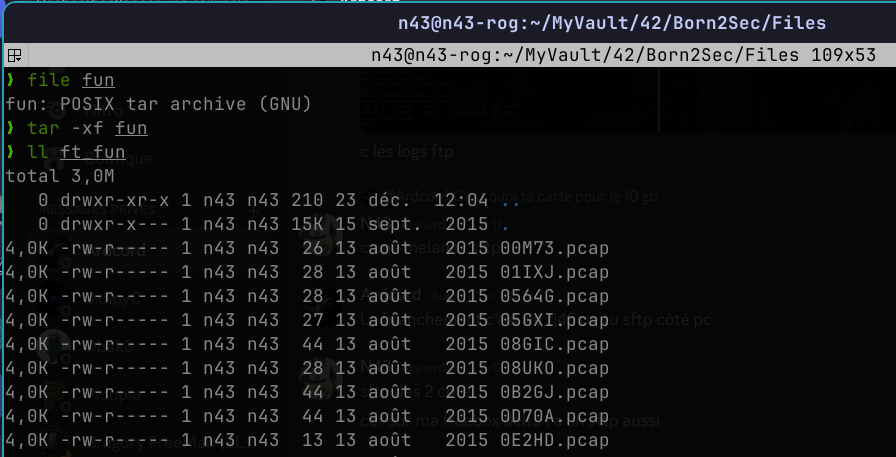 n43@n43-rog:~/MyVault/42/Born2Sec/Files
n43@n43-rog:~/MyVault/42/Born2Sec/Files 109x53
❯ file fun
fun: POSIX tar archive (GNU)
❯ tar -xf fun
❯ ll ft_fun
c les logs ftp
total 3,0M
0 drwxr-xr-x 1 n43 n43 210 23 déc. 12:04 ..
0 drwxr-x--- 1 n43 n43 15K 15 sept. 2015 .
4,0K -rw-r----- 1 n43 n43 26 13 août 2015 00M73.pcap
4,0K -rw-r----- 1 n43 n43 28 13 août 2015 01IXJ.pcap
4,0K -rw-r----- 1 n43 n43 28 13 août 2015 0564G.pcap
4,0K -rw-r----- 1 n43 n43 27 13 août 2015 05GXI.pcap
4,0K -rw-r----- 1 n43 n43 44 13 août 2015 08GIC.pcap
4,0K -rw-r----- 1 n43 n43 28 13 août 2015 08UKO.pcap
4,0K -rw-r----- 1 n43 n43 44 13 août 2015 0B2GJ.pcap
4,0K -rw-r----- 1 n43 n43 44 13 août 2015 0D70A.pcap
4,0K -rw-r----- 1 n43 n43 13 13 août 2015 0E2HD.pcap